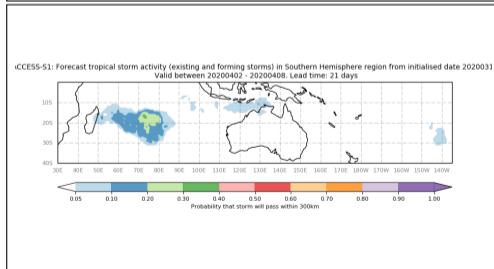 ACCESS-S1: Forecast tropical storm activity (existing and forming storms) in Southern Hemisphere region from initialised date 2020031
Valid between 20200402 - 20200408. Lead time: 21 days
10S
20S
30S
40S
30E 40E 50E 60E 70E 80E 90E 100E 110E 120E 130E 140E 150E 160E 170E 180W 170W 160W 150W 140W
0.05 0.10 0.20 0.30 0.40 0.50 0.60 0.70 0.80 0.90 1.00
Probability that storm will pass within 300km